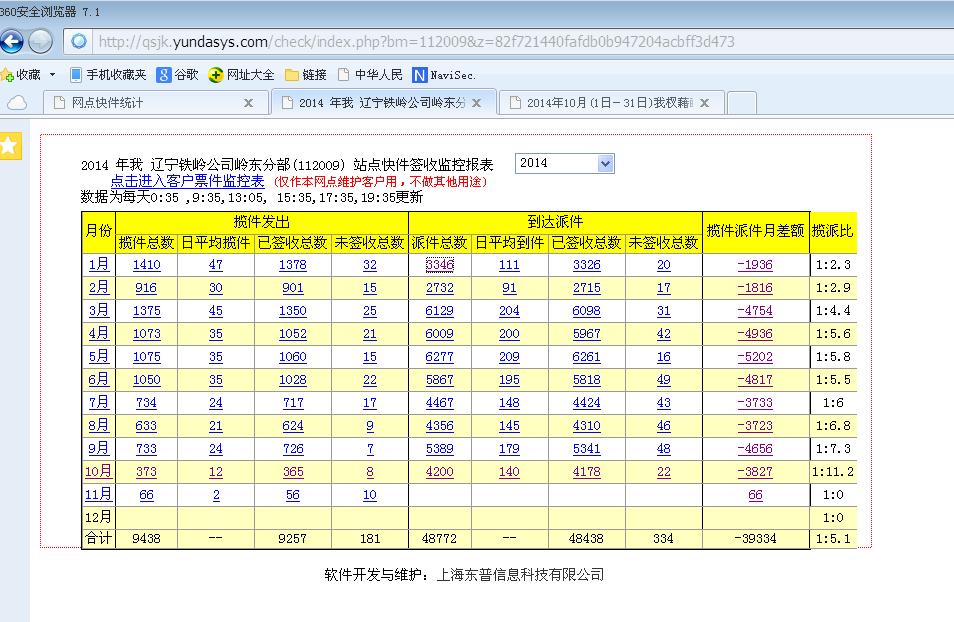 360安全浏览器 7.1
http://qsjk.yundasys.com/check/index.php?bm=112009&z=82f721440fafdb0b947204acbff3d473
收藏 手机收藏夹 谷歌 网址大全 链接 中华人民 NaviSec.
网点快件统计 2014 年我 辽宁铁岭公司岭东分 2014年10月(1日-31日)我权藉
2014 年我 辽宁铁岭公司岭东分部(112009) 站点快件签收监控报表 2014
点击进入客户票件监控表 (仅作本网点维护客户用，不做其他用途)
数据为每天0:35 ,9:35,13:05, 15:35,17:35,19:35更新
月份 揽件发出 到达派件 揽件派件月差额 揽派比
揽件总数 日平均揽件 已签收总数 未签收总数 派件总数 日平均到件 已签收总数 未签收总数
1月 1410 47 1378 32 3346 111 3326 20 -1936 1:2.3
2月 916 30 901 15 2732 91 2715 17 -1816 1:2.9
3月 1375 45 1350 25 6129 204 6098 31 -4754 1:4.4
4月 1073 35 1052 21 6009 200 5967 42 -4936 1:5.6
5月 1075 35 1060 15 6277 209 6261 16 -5202 1:5.8
6月 1050 35 1028 22 5867 195 5818 49 -4817 1:5.5
7月 734 24 717 17 4467 148 4424 43 -3733 1:6
8月 633 21 624 9 4356 145 4310 46 -3723 1:6.8
9月 733 24 726 7 5389 179 5341 48 -4656 1:7.3
10月 373 12 365 8 4200 140 4178 22 -3827 1:11.2
11月 66 2 56 10 66 1:0
12月 1:0
合计 9438 -- 9257 181 48772 -- 48438 334 -39334 1:5.1
软件开发与维护：上海东普信息科技有限公司